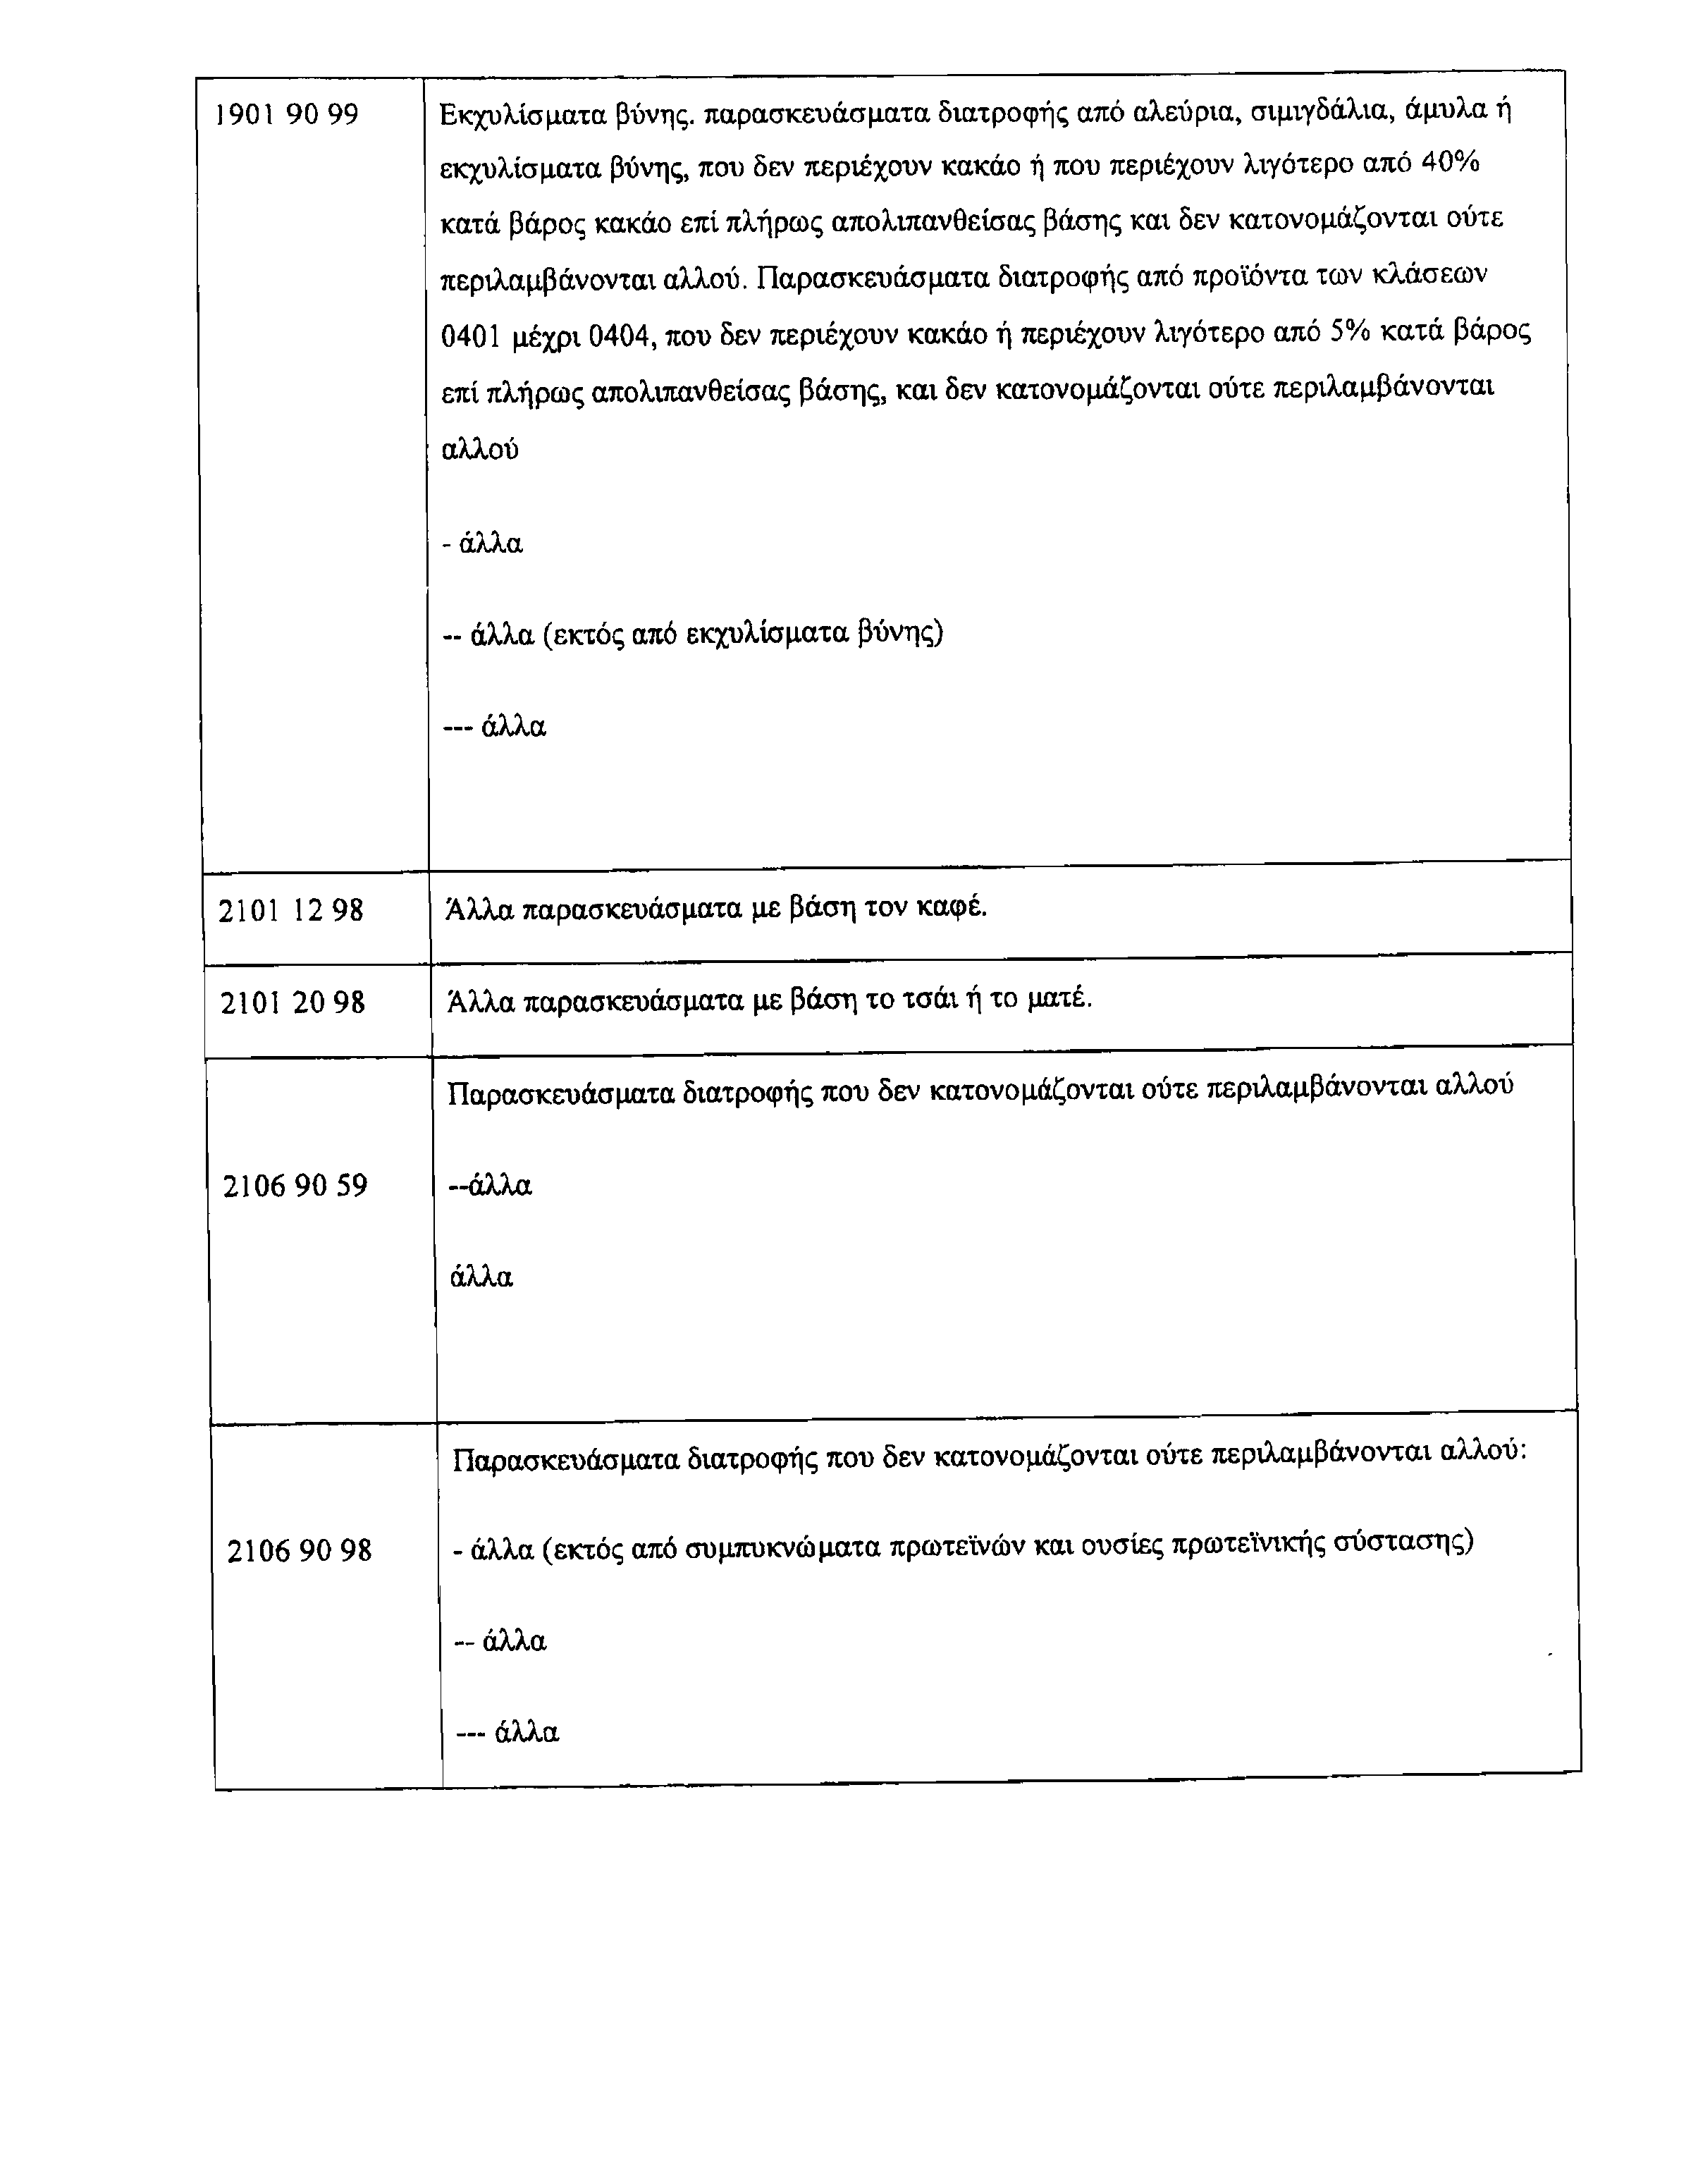 1901 90 99 Εκχυλίσματα βύνης. παρασκευάσματα διατροφής από αλεύρια, σιμιγδάλια, άμυλα ή
εκχυλίσματα βύνης, που δεν περιέχουν κακάο ή που περιέχουν λιγότερο από 40%
κατά βάρος κακάο επί πλήρως απολιπανθείσας βάσης και δεν κατονομάζονται ούτε
περιλαμβάνονται αλλού. Παρασκευάσματα διατροφής από προϊόντα των κλάσεων
0401 μέχρι 0404, που δεν περιέχουν κακάο ή περιέχουν λιγότερο από 5% κατά βάρος
επί πλήρως απολιπανθείσας βάσης, και δεν κατονομάζονται ούτε περιλαμβάνονται
αλλού
- άλλα
-- άλλα (εκτός από εκχυλίσματα βύνης)
--- άλλα
2101 12 98 Άλλα παρασκευάσματα με βάση τον καφέ.
2101 20 98 Άλλα παρασκευάσματα με βάση το τσάι ή το ματέ.
Παρασκευάσματα διατροφής που δεν κατονομάζονται ούτε περιλαμβάνονται αλλού
2106 90 59 --άλλα
άλλα
Παρασκευάσματα διατροφής που δεν κατονομάζονται ούτε περιλαμβάνονται αλλού:
2106 90 98 - άλλα (εκτός από συμπυκνώματα πρωτεϊνών και ουσίες πρωτεϊνικής σύστασης)
-- άλλα
--- άλλα